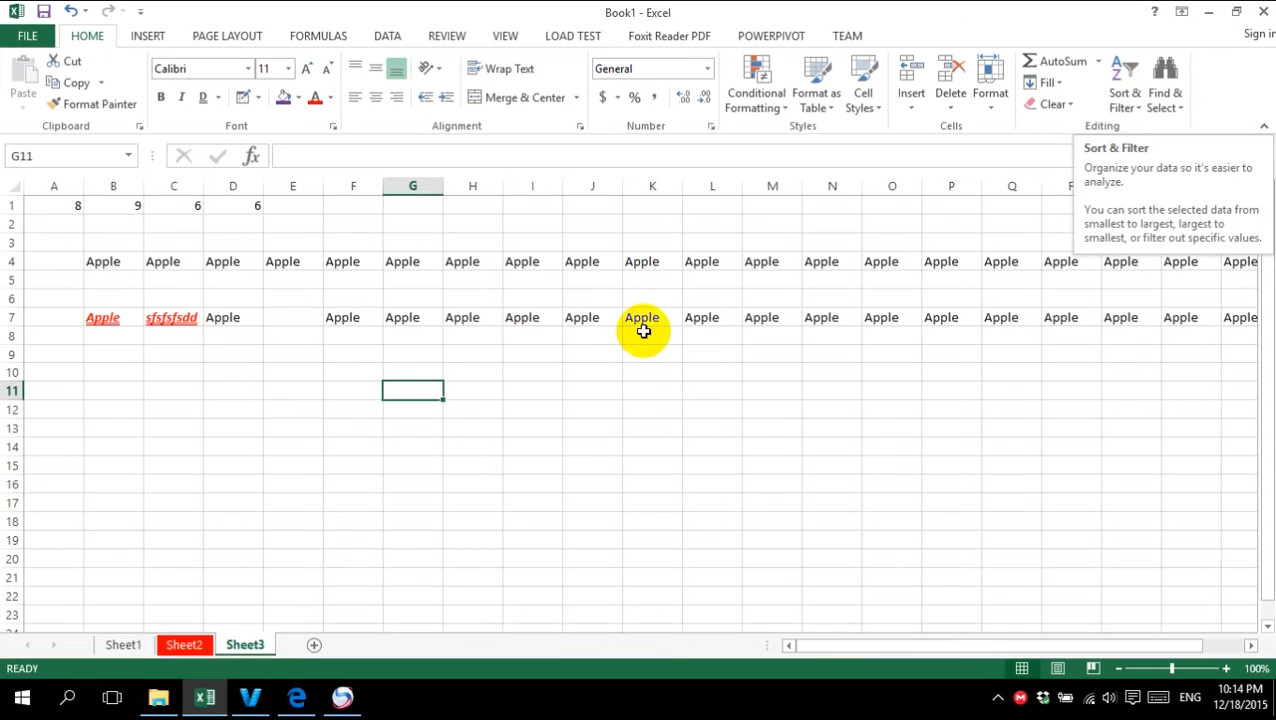 Book1 - Excel
Sign in
FILE HOME INSERT PAGE LAYOUT FORMULAS DATA REVIEW VIEW LOAD TEST Foxit Reader PDF POWERPIVOT TEAM
Paste
Cut
Copy
Format Painter
Clipboard
Calibri 11
B I D
A
Font
Wrap Text
Merge & Center
Alignment
General
$ % ,
Number
Conditional Formatting
Format as Table
Cell Styles
Styles
Insert
Delete
Format
Cells
AutoSum
Fill
Clear
Sort & Filter
Find & Select
Editing
Sort & Filter
Organize your data so it's easier to
analyze.
You can sort the selected data from
smallest to largest, largest to
smallest, or filter out specific values.
G11 fx
A B C D E F G H I J K L M N O P Q
1 8 9 6 6
2
3
4 Apple Apple Apple Apple Apple Apple Apple Apple Apple Apple Apple Apple Apple Apple Apple Apple Apple Apple Apple Apple
5
6
7 Apple sfsfsfsdd Apple Apple Apple Apple Apple Apple Apple Apple Apple Apple Apple Apple Apple Apple Apple Apple Apple
8
9
10
11
12
13
14
15
16
17
18
19
20
21
22
23
Sheet1 Sheet2 Sheet3
READY 100%
ENG 10:14 PM
12/18/2015